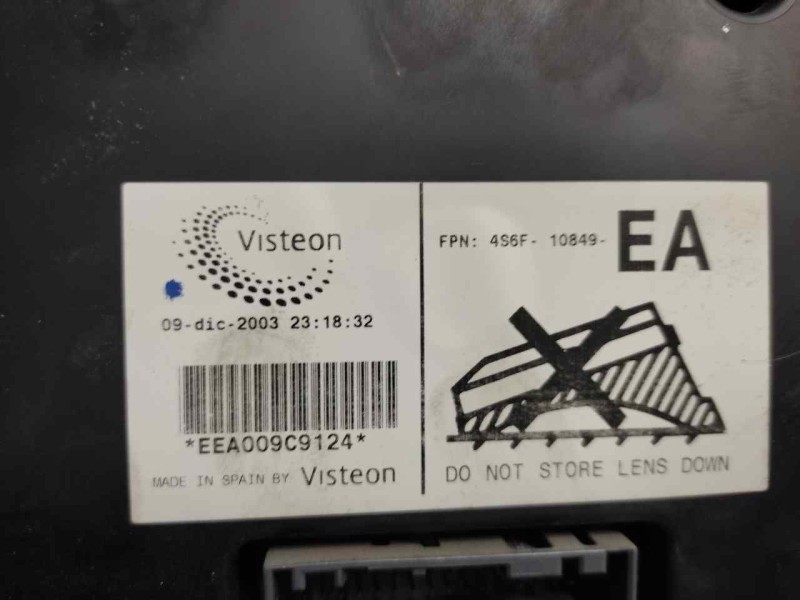 Visteon
09-dic-2003 23:18:32
*EEA009C9124*
MADE IN SPAIN BY Visteon
FPN: 4S6F- 10849-EA
DO NOT STORE LENS DOWN